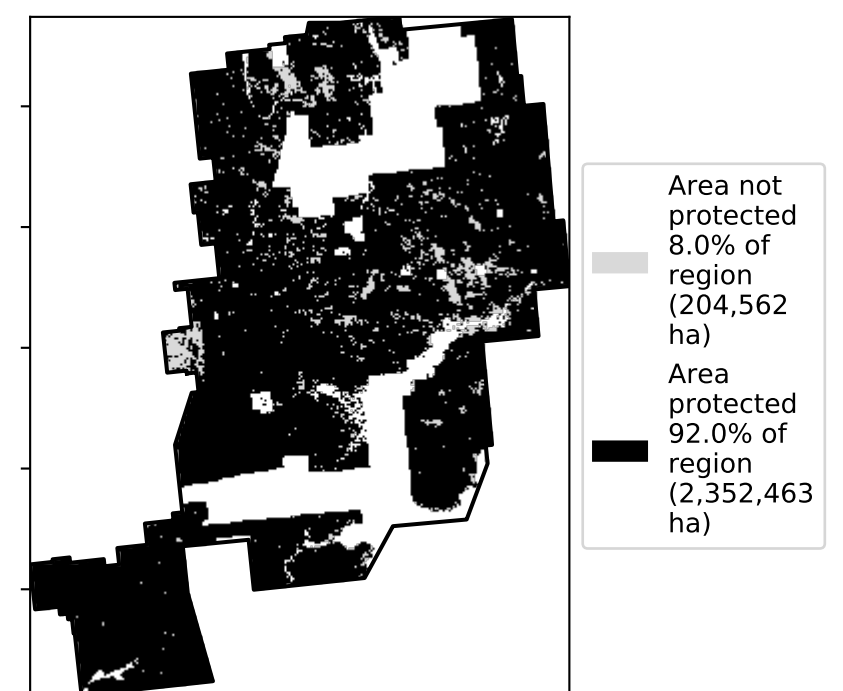 Area not
protected
8.0% of
region
(204,562
ha)
Area
protected
92.0% of
region
(2,352,463
ha)